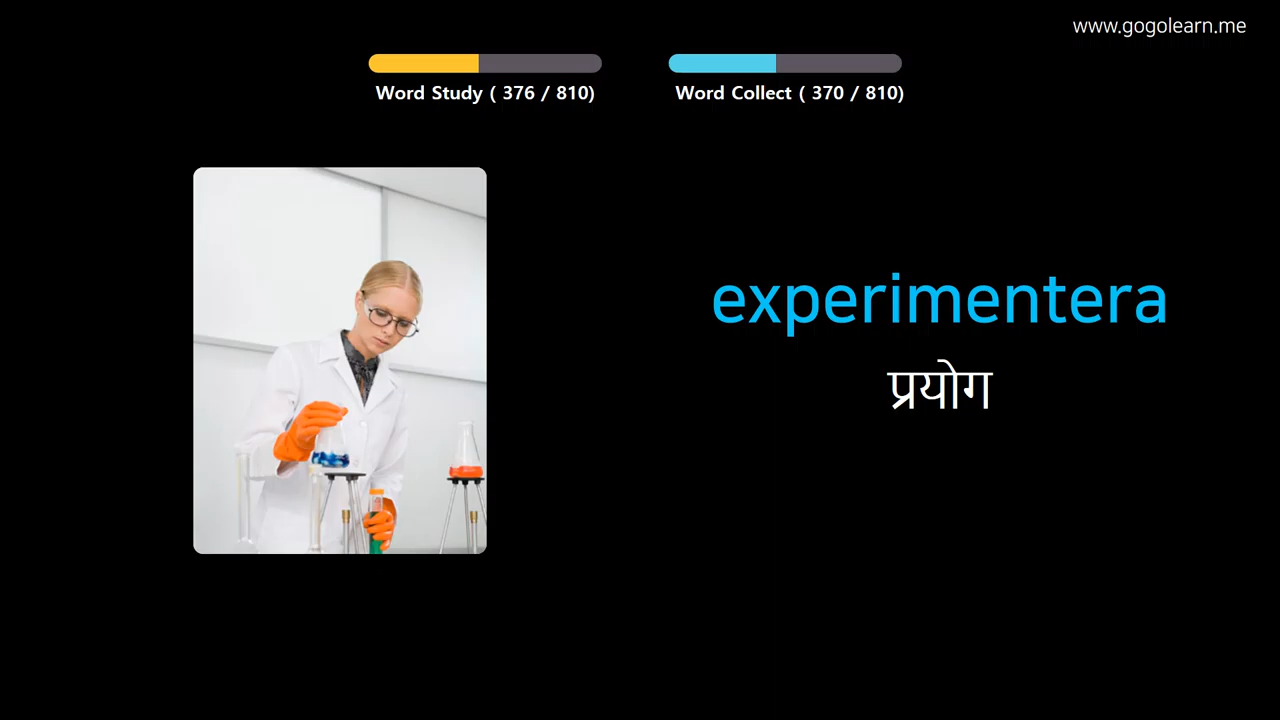 www.gogolearn.me
Word Study ( 376 / 810)
Word Collect ( 370 / 810)
experimentera
प्रयोग